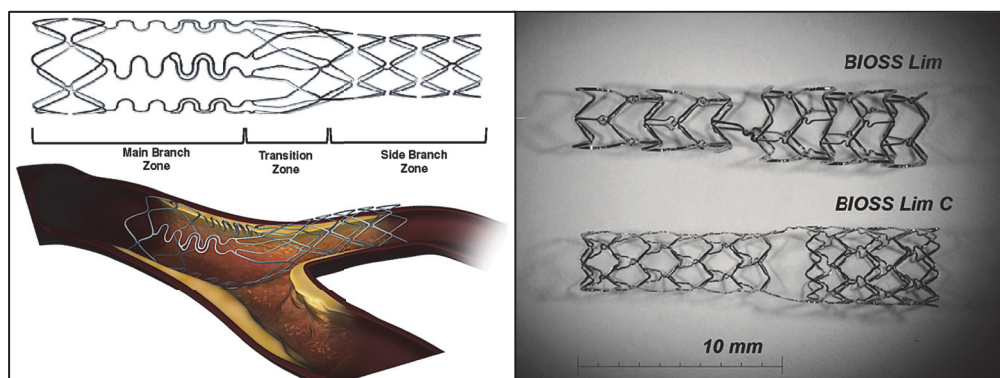 Main Branch
Zone
Transition
Zone
Side Branch
Zone
BIOSS Lim
BIOSS Lim C
10 mm